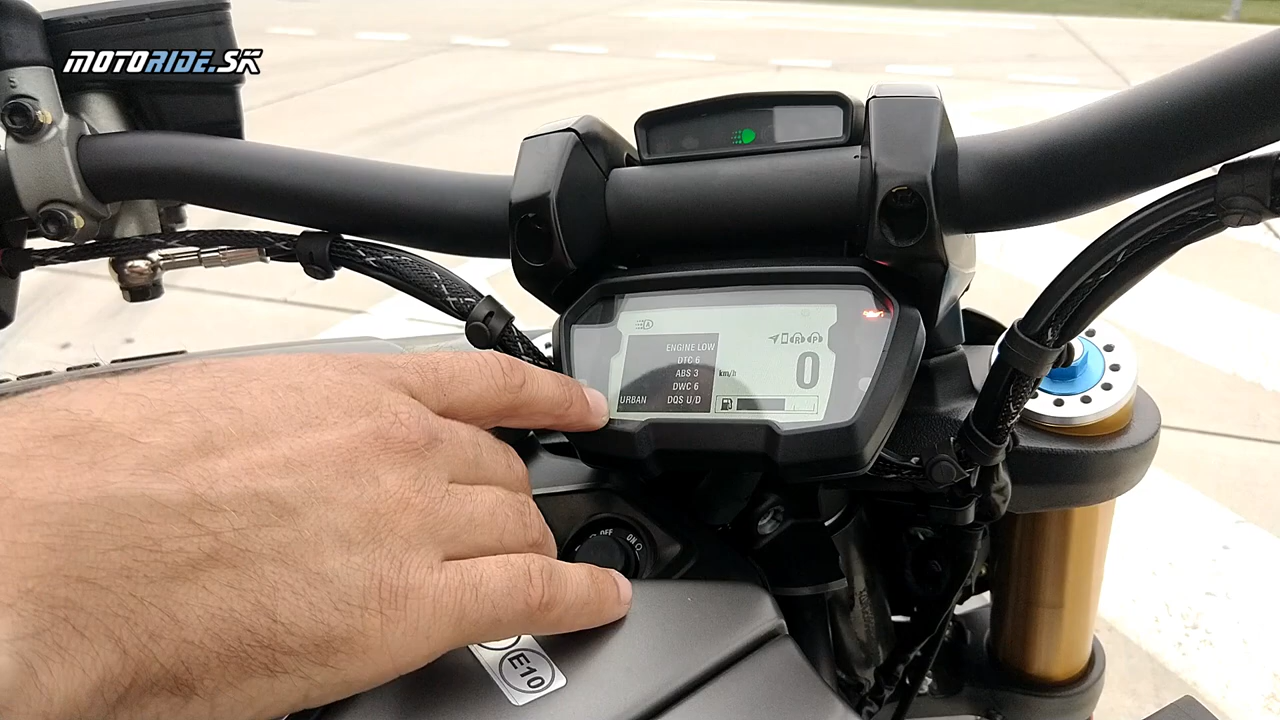 MOTORIDE.SK
ENGINE LOW
DTC 6
ABS 3
DWC 6
URBAN DQS U/D
km/h
0
OFF
ON
E10